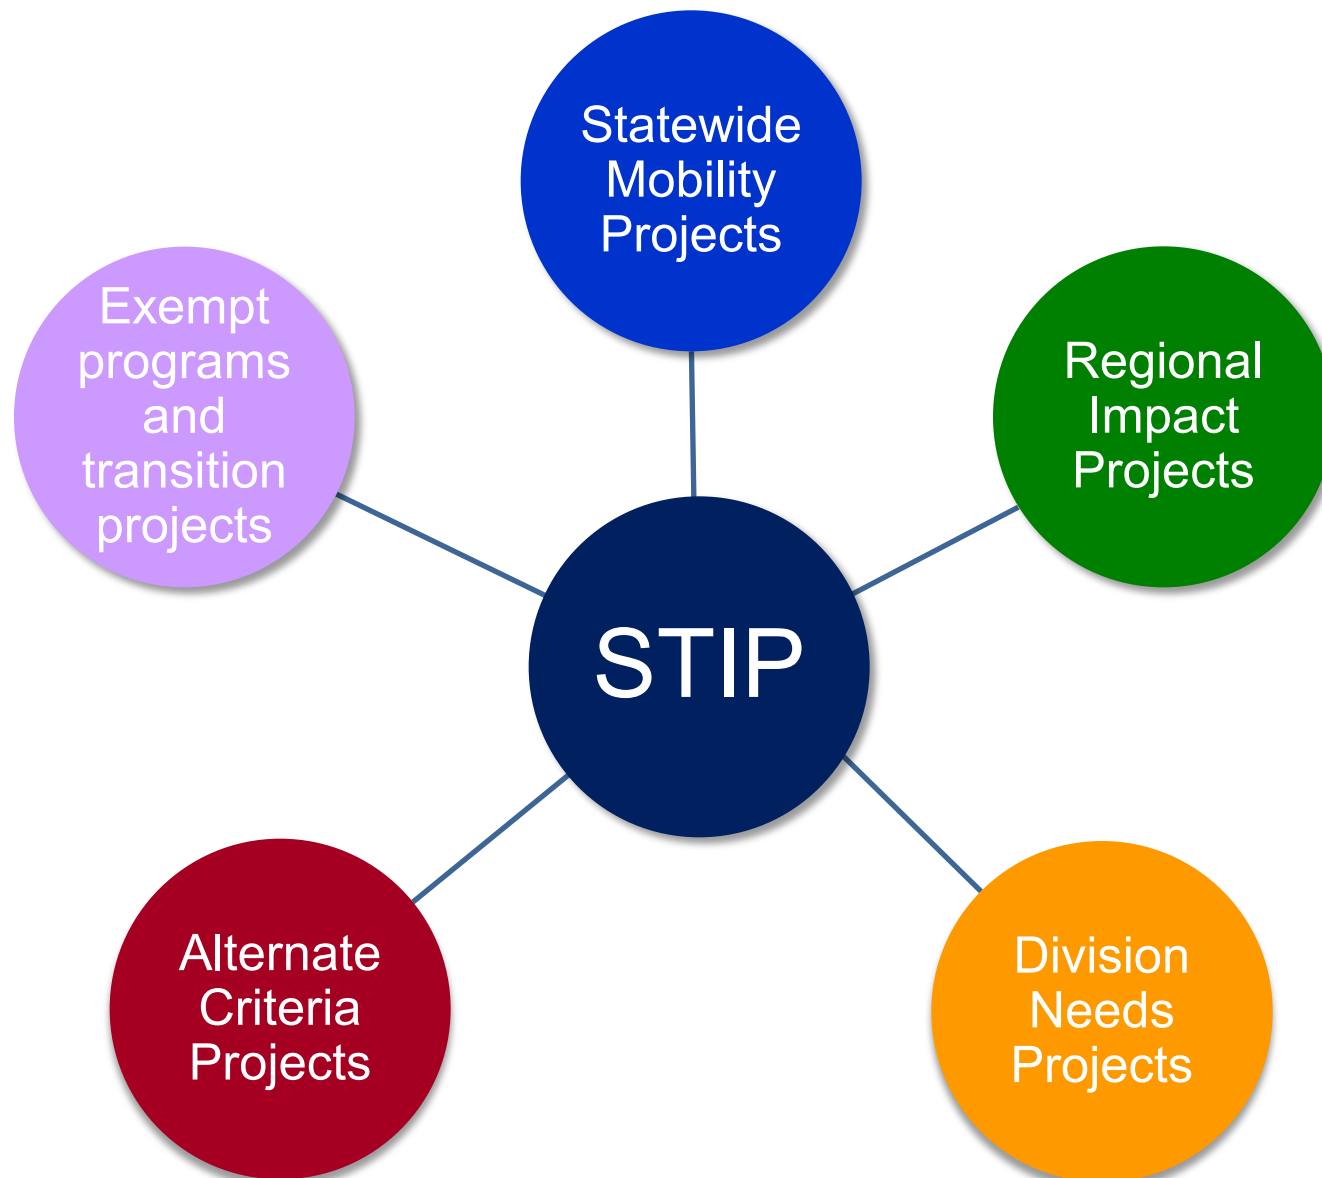 Statewide
Mobility
Projects
Exempt
programs
and
transition
projects
Regional
Impact
Projects
STIP
Alternate
Criteria
Projects
Division
Needs
Projects